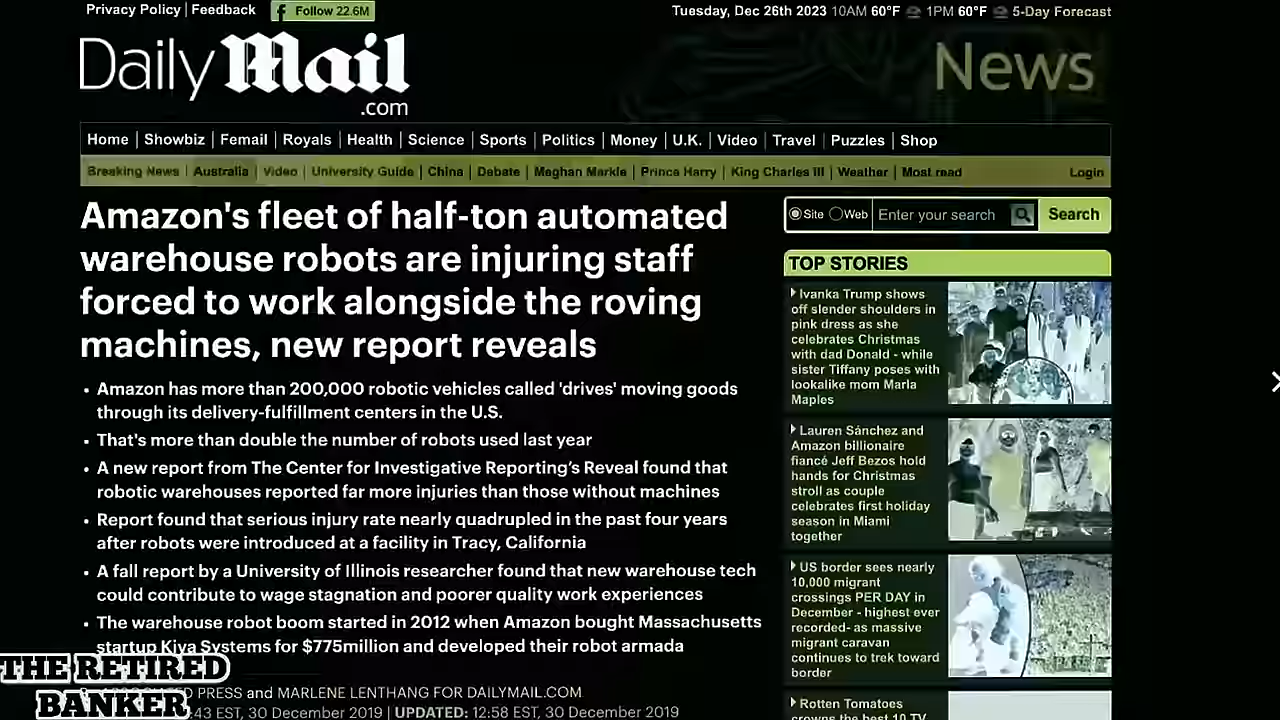 Privacy Policy | Feedback
Follow 22.6M
Tuesday, Dec 26th 2023 10AM 60°F 1PM 60°F 5-Day Forecast
Daily Mail
.com
News
Home | Showbiz | Femail | Royals | Health | Science | Sports | Politics | Money | U.K. | Video | Travel | Puzzles | Shop
Breaking News | Australia | Video | University Guide | China | Debate | Meghan Markle | Prince Harry | King Charles III | Weather | Most read
Login
Amazon's fleet of half-ton automated
warehouse robots are injuring staff
forced to work alongside the roving
machines, new report reveals
• Amazon has more than 200,000 robotic vehicles called 'drives' moving goods
through its delivery-fulfillment centers in the U.S.
• That's more than double the number of robots used last year
• A new report from The Center for Investigative Reporting's Reveal found that
robotic warehouses reported far more injuries than those without machines
• Report found that serious injury rate nearly quadrupled in the past four years
after robots were introduced at a facility in Tracy, California
• A fall report by a University of Illinois researcher found that new warehouse tech
could contribute to wage stagnation and poorer quality work experiences
• The warehouse robot boom started in 2012 when Amazon bought Massachusetts
startup Kiva Systems for $775million and developed their robot armada
PRESS and MARLENE LENTHANG FOR DAILYMAIL.COM
:43 EST, 30 December 2019 | UPDATED: 12:58 EST, 30 December 2019
Site Web Enter your search Search
TOP STORIES
Ivanka Trump shows
off slender shoulders in
pink dress as she
celebrates Christmas
with dad Donald - while
sister Tiffany poses with
lookalike mom Marla
Maples
Lauren Sánchez and
Amazon billionaire
fiancé Jeff Bezos hold
hands for Christmas
stroll as couple
celebrates first holiday
season in Miami
together
US border sees nearly
10,000 migrant
crossings PER DAY in
December - highest ever
recorded- as massive
migrant caravan
continues to trek toward
border
Rotten Tomatoes
crowns the best 10 TV
THE RETIRED
BANKER